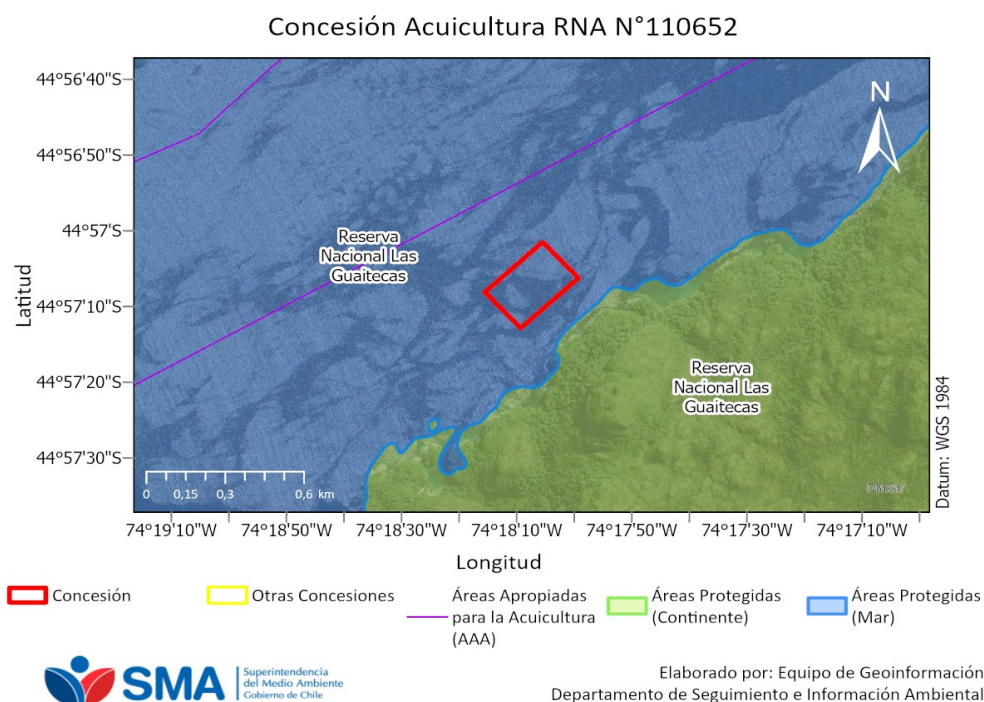 Concesión Acuicultura RNA N°110652
44°56'40"S
44°56'50"S
44°57'S
44°57'10"S
44°57'20"S
44°57'30"S
Latitud
N
Reserva
Nacional Las
Guaitecas
Reserva
Nacional Las
Guaitecas
Maxar
Datum: WGS 1984
0 0,15 0,3 0,6 km
74°19'10"W 74°18'50"W 74°18'30"W 74°18'10"W 74°17'50"W 74°17'30"W 74°17'10"W
Longitud
Concesión
Otras Concesiones
Áreas Apropiadas
para la Acuicultura
(AAA)
Áreas Protegidas
(Continente)
Áreas Protegidas
(Mar)
SMA
Superintendencia
del Medio Ambiente
Gobierno de Chile
Elaborado por: Equipo de Geoinformación
Departamento de Seguimiento e Información Ambiental